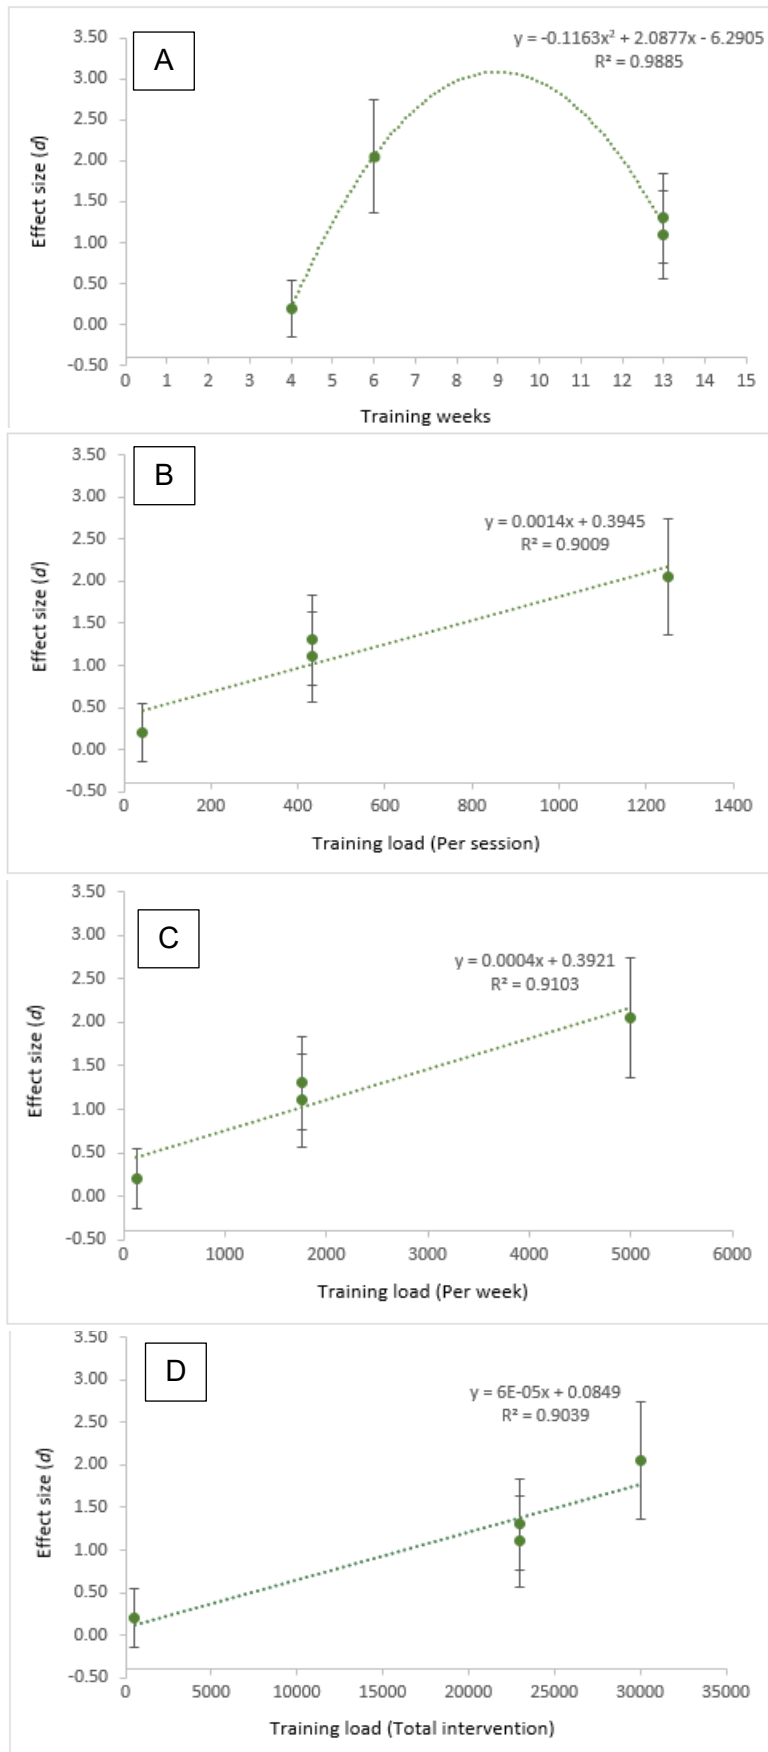 A
y = -0.1163x² + 2.0877x - 6.2905
R² = 0.9885
3.50
3.00
2.50
2.00
1.50
1.00
0.50
0.00
-0.50
Effect size (d)
0 1 2 3 4 5 6 7 8 9 10 11 12 13 14 15
Training weeks
B
y = 0.0014x + 0.3945
R² = 0.9009
3.50
3.00
2.50
2.00
1.50
1.00
0.50
0.00
-0.50
Effect size (d)
0 200 400 600 800 1000 1200 1400
Training load (Per session)
C
y = 0.0004x + 0.3921
R² = 0.9103
3.50
3.00
2.50
2.00
1.50
1.00
0.50
0.00
-0.50
Effect size (d)
0 1000 2000 3000 4000 5000 6000
Training load (Per week)
D
y = 6E-05x + 0.0849
R² = 0.9039
3.50
3.00
2.50
2.00
1.50
1.00
0.50
0.00
-0.50
Effect size (d)
0 5000 10000 15000 20000 25000 30000 35000
Training load (Total intervention)